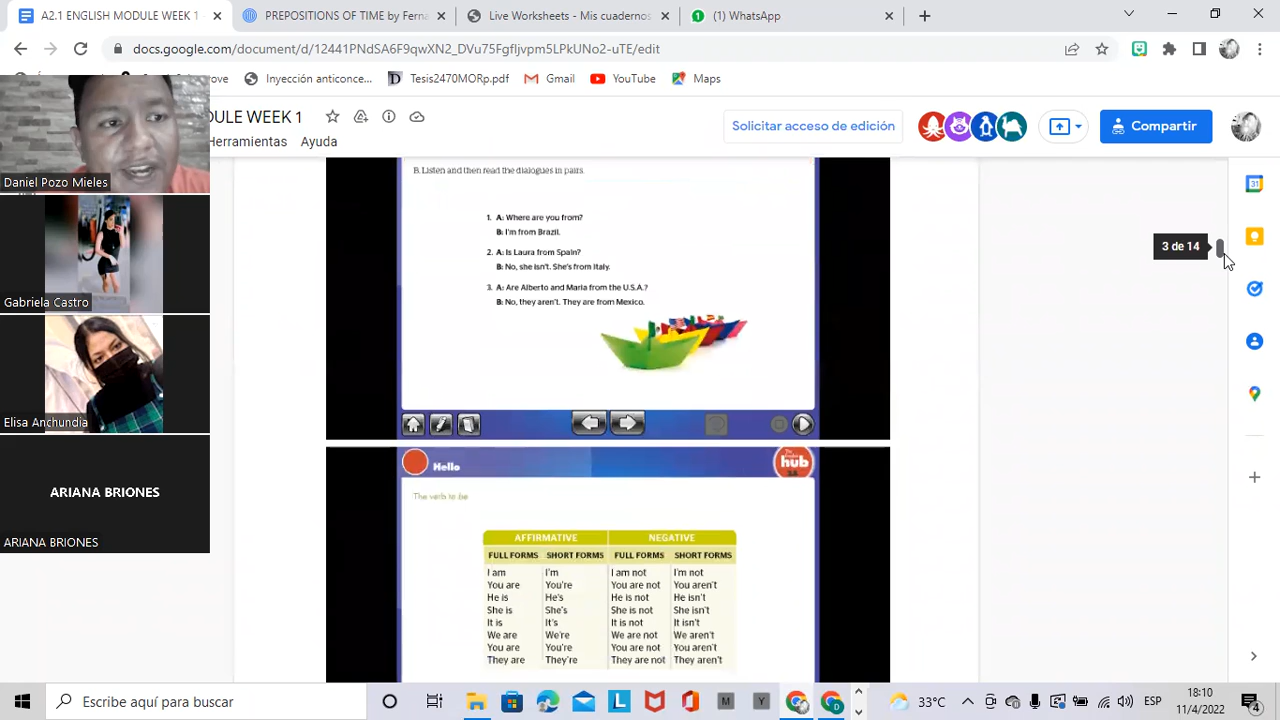 A2.1 ENGLISH MODULE WEEK 1
PREPOSITIONS OF TIME by Ferna
Live Worksheets -
(1) WhatsApp
docs.google.com/document/d/12441PNdSA6F9qwXN2_DVu75Fgfljvpm5LPkUNo2-uTE/edit
Inyección anticonce...
Tesis2470MORp.pdf
Gmail
YouTube
Maps
DULE WEEK 1
Herramientas
Ayuda
Solicitar acceso de edición
Compartir
Daniel Pozo Mieles
Gabriela Castro
Elisa Anchundia
ARIANA BRIONES
ARIANA BRIONES
B. Listen and then read the dialogues in pairs.
1. A: Where are you from?
B: I'm from Brazil.
2. A: Is Laura from Spain?
B: No, she isn't. She's from Italy.
3. A: Are Alberto and Maria from the U.S.A.?
B: No, they aren't. They are from Mexico.
3 de 14
Hello
hub
The verb to be
AFFIRMATIVE NEGATIVE
FULL FORMS SHORT FORMS FULL FORMS SHORT FORMS
I am I'm I am not I'm not
You are You're You are not You aren't
He is He's He is not He isn't
She is She's She is not She isn't
It is It's It is not It isn't
We are We're We are not We aren't
You are You're You are not You aren't
They are They're They are not They aren't
Escribe aquí para buscar
33°C
ESP
18:10
11/4/2022
4